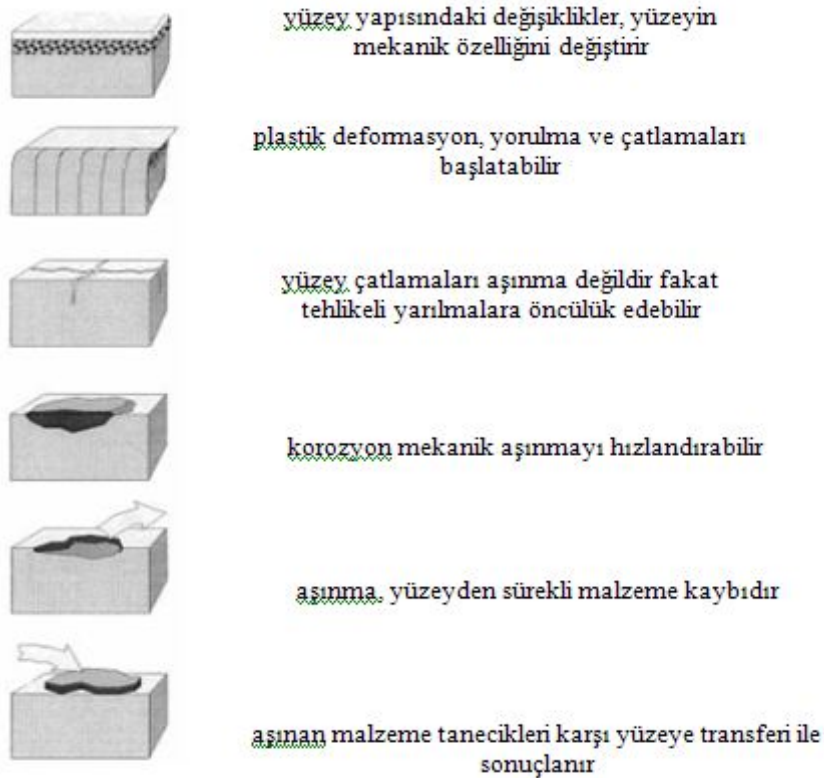 yüzey yapısındaki değişiklikler, yüzeyin
mekanik özelliğini değiştirir
plastik deformasyon, yorulma ve çatlamaları
başlatabilir
yüzey çatlamaları aşınma değildir fakat
tehlikeli yarılmalara öncülük edebilir
korozyon mekanik aşınmayı hızlandırabilir
aşınma, yüzeyden sürekli malzeme kaybıdır
aşınan malzeme tanecikleri karşı yüzeye transferi ile
sonuçlanır